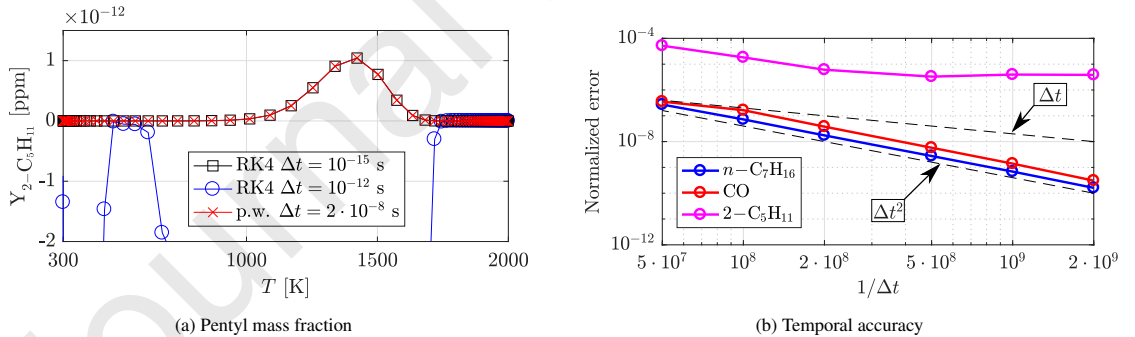 ×10⁻¹²
Y₂₋C₅H₁₁ [ppm]
1
0
-1
-2
300
1000
1500
2000
T [K]
RK4 Δt = 10⁻¹⁵ s
RK4 Δt = 10⁻¹² s
p.w. Δt = 2 · 10⁻⁸ s
(a) Pentyl mass fraction
Normalized error
10⁻⁴
10⁻⁸
10⁻¹²
Δt
Δt²
n−C₇H₁₆
CO
2−C₅H₁₁
5 · 10⁷
10⁸
2 · 10⁸
5 · 10⁸
10⁹
2 · 10⁹
1/Δt
(b) Temporal accuracy
Journal